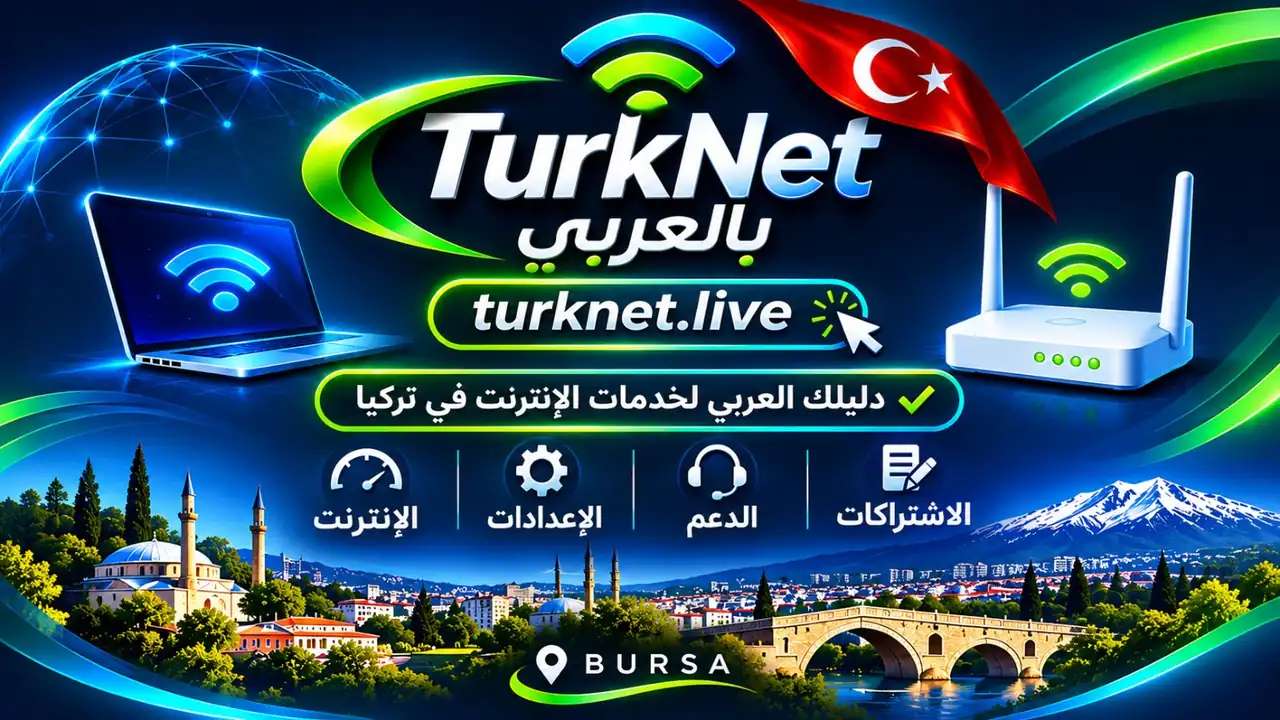 TurkNet
بالعربي
turknet.live
دليلك العربي لخدمات الإنترنت في تركيا
الاشتراكات
الدعم
الإعدادات
الإنترنت
BURSA